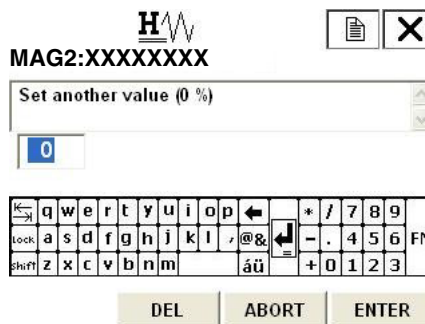 H
MAG2:XXXXXXXX
Set another value (0 %)
0
q w e r t y u i o p * / 7 8 9
lock a s d f g h j k l , @& - . 4 5 6 FN
shift z x c v b n m áü + 0 1 2 3
DEL ABORT ENTER